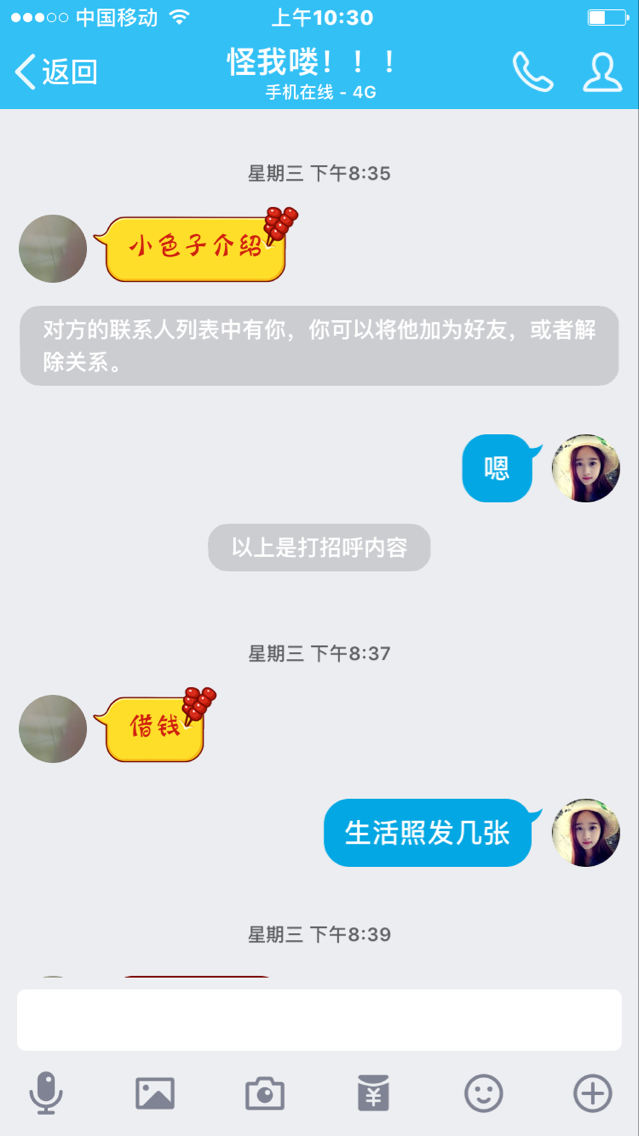 中国移动 上午10:30
返回 怪我喽！！！
手机在线 - 4G
星期三 下午8:35
小色子介绍
对方的联系人列表中有你，你可以将他加为好友，或者解
除关系。
嗯
以上是打招呼内容
星期三 下午8:37
借钱
生活照发几张
星期三 下午8:39
¥